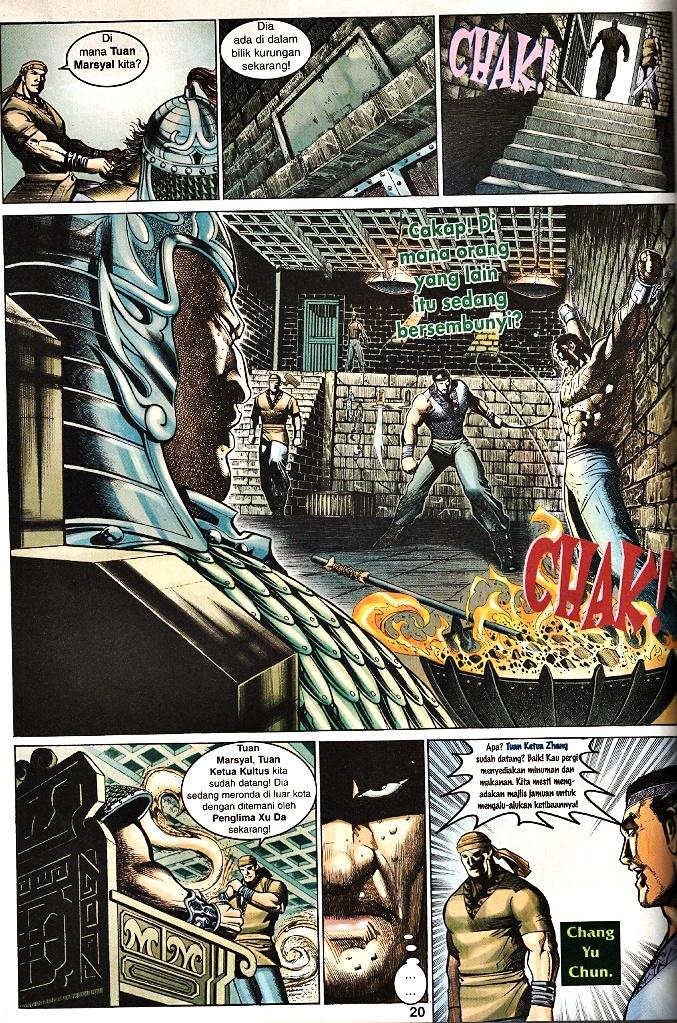 Di
mana Tuan
Marsyal kita?
Dia
ada di dalam
bilik kurungan
sekarang!
CHAK!
Cakap! Di
mana orang
yang lain
itu sedang
bersembunyi?
CHAK!
Tuan
Marsyal, Tuan
Ketua Kultus kita
sudah datang! Dia
sedang meronda di luar kota
dengan ditemani oleh
Penglima Xu Da
sekarang!
...
...
Apa? Tuan Ketua Zhang
sudah datang? Baik! Kau pergi
menyediakan minuman dan
makanan. Kita mesti meng-
adakan majlis jamuan untuk
mengalu-alukan ketibaannya!
Chang
Yu
Chun.
20